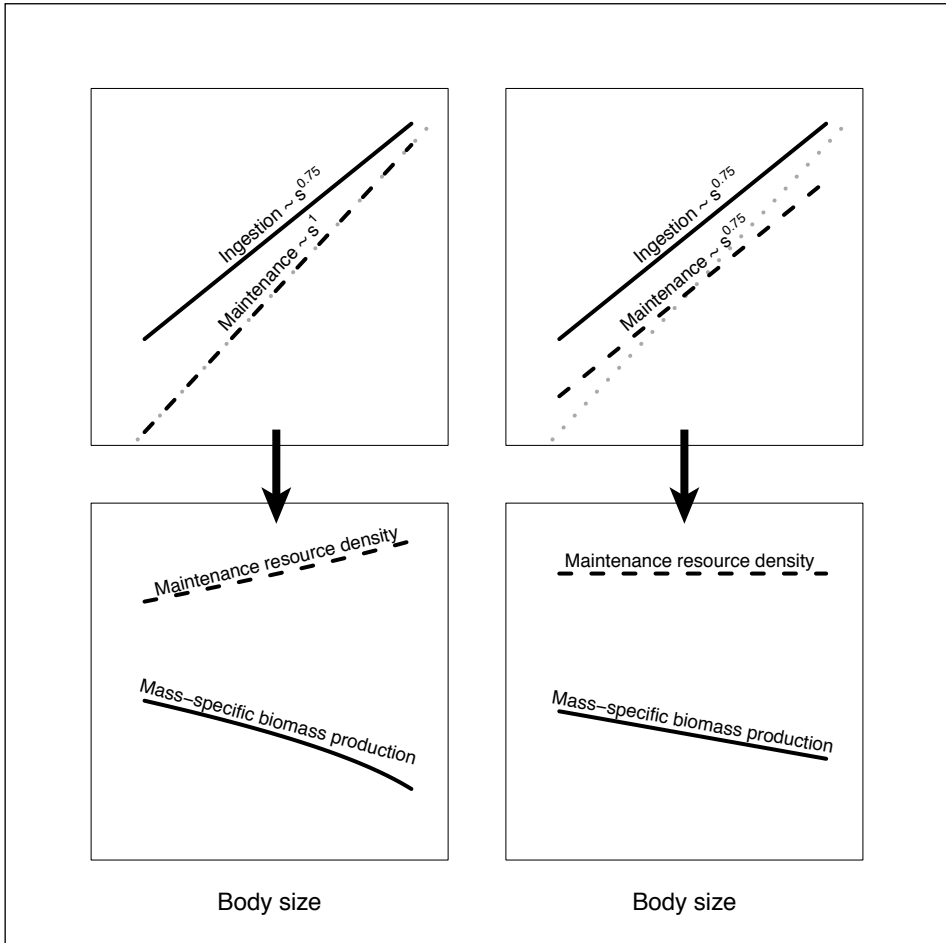 Ingestion ~ s^0.75
Maintenance ~ s^1
Ingestion ~ s^0.75
Maintenance ~ s^0.75
Maintenance resource density
Mass–specific biomass production
Maintenance resource density
Mass–specific biomass production
Body size
Body size